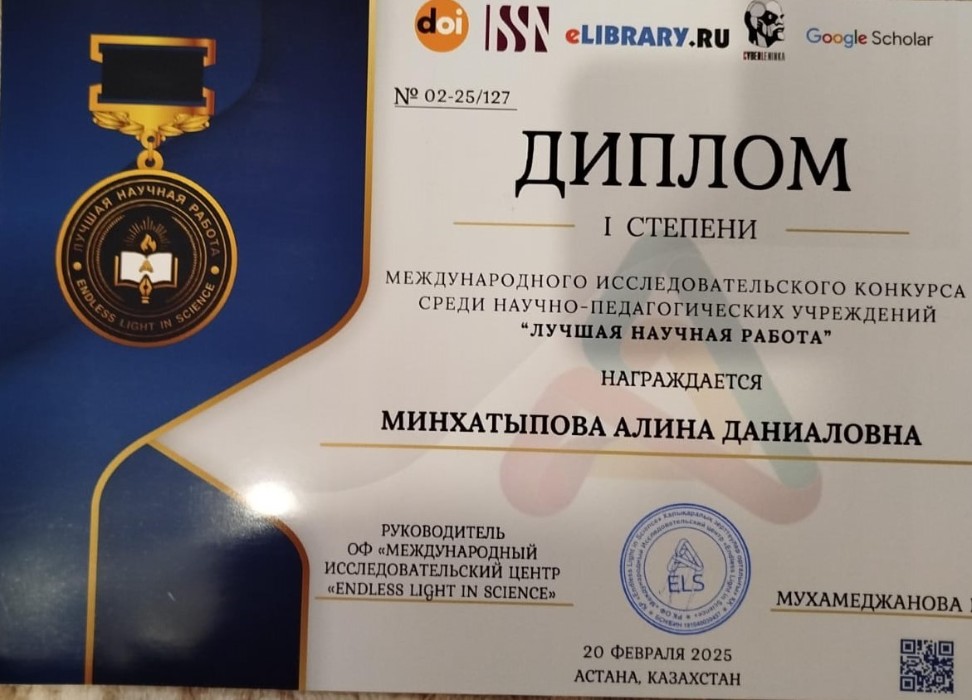 doi ISSN eLIBRARY.RU CYBERLENINKA Google Scholar
№ 02-25/127
ДИПЛОМ
I СТЕПЕНИ
МЕЖДУНАРОДНОГО ИССЛЕДОВАТЕЛЬСКОГО КОНКУРСА
СРЕДИ НАУЧНО-ПЕДАГОГИЧЕСКИХ УЧРЕЖДЕНИЙ
“ЛУЧШАЯ НАУЧНАЯ РАБОТА”
НАГРАЖДАЕТСЯ
МИНХАТЫПОВА АЛИНА ДАНИАЛОВНА
ЛУЧШАЯ НАУЧНАЯ РАБОТА
ENDLESS LIGHT IN SCIENCE
РУКОВОДИТЕЛЬ
ОФ «МЕЖДУНАРОДНЫЙ
ИССЛЕДОВАТЕЛЬСКИЙ ЦЕНТР
«ENDLESS LIGHT IN SCIENCE»
ELS
МУХАМЕДЖАНОВА
20 ФЕВРАЛЯ 2025
АСТАНА, КАЗАХСТАН